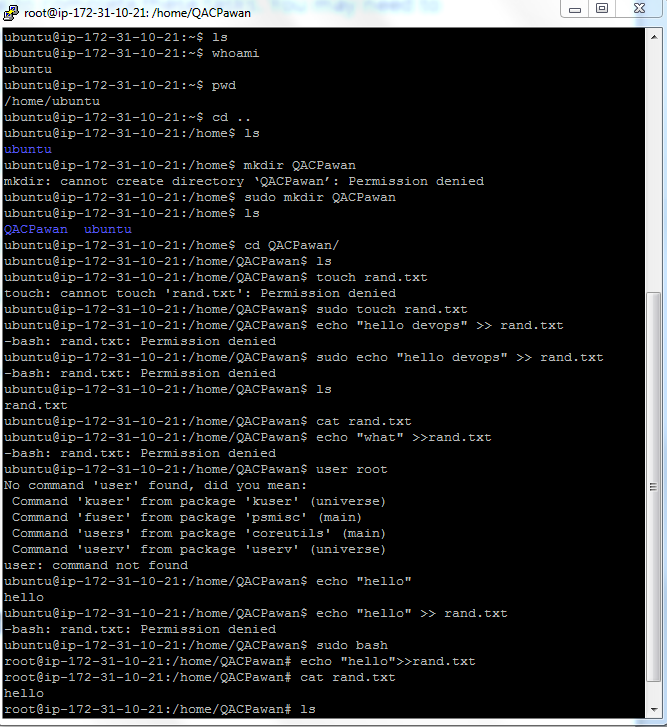 root@ip-172-31-10-21: /home/QACPawan
ubuntu@ip-172-31-10-21:~$ ls
ubuntu@ip-172-31-10-21:~$ whoami
ubuntu
ubuntu@ip-172-31-10-21:~$ pwd
/home/ubuntu
ubuntu@ip-172-31-10-21:~$ cd ..
ubuntu@ip-172-31-10-21:/home$ ls
ubuntu
ubuntu@ip-172-31-10-21:/home$ mkdir QACPawan
mkdir: cannot create directory ‘QACPawan’: Permission denied
ubuntu@ip-172-31-10-21:/home$ sudo mkdir QACPawan
ubuntu@ip-172-31-10-21:/home$ ls
QACPawan  ubuntu
ubuntu@ip-172-31-10-21:/home$ cd QACPawan/
ubuntu@ip-172-31-10-21:/home/QACPawan$ ls
ubuntu@ip-172-31-10-21:/home/QACPawan$ touch rand.txt
touch: cannot touch 'rand.txt': Permission denied
ubuntu@ip-172-31-10-21:/home/QACPawan$ sudo touch rand.txt
ubuntu@ip-172-31-10-21:/home/QACPawan$ echo "hello devops" >> rand.txt
-bash: rand.txt: Permission denied
ubuntu@ip-172-31-10-21:/home/QACPawan$ sudo echo "hello devops" >> rand.txt
-bash: rand.txt: Permission denied
ubuntu@ip-172-31-10-21:/home/QACPawan$ ls
rand.txt
ubuntu@ip-172-31-10-21:/home/QACPawan$ cat rand.txt
ubuntu@ip-172-31-10-21:/home/QACPawan$ echo "what" >>rand.txt
-bash: rand.txt: Permission denied
ubuntu@ip-172-31-10-21:/home/QACPawan$ user root
No command 'user' found, did you mean:
 Command 'kuser' from package 'kuser' (universe)
 Command 'fuser' from package 'psmisc' (main)
 Command 'users' from package 'coreutils' (main)
 Command 'userv' from package 'userv' (universe)
user: command not found
ubuntu@ip-172-31-10-21:/home/QACPawan$ echo "hello"
hello
ubuntu@ip-172-31-10-21:/home/QACPawan$ echo "hello" >> rand.txt
-bash: rand.txt: Permission denied
ubuntu@ip-172-31-10-21:/home/QACPawan$ sudo bash
root@ip-172-31-10-21:/home/QACPawan# echo "hello">>rand.txt
root@ip-172-31-10-21:/home/QACPawan# cat rand.txt
hello
root@ip-172-31-10-21:/home/QACPawan# ls